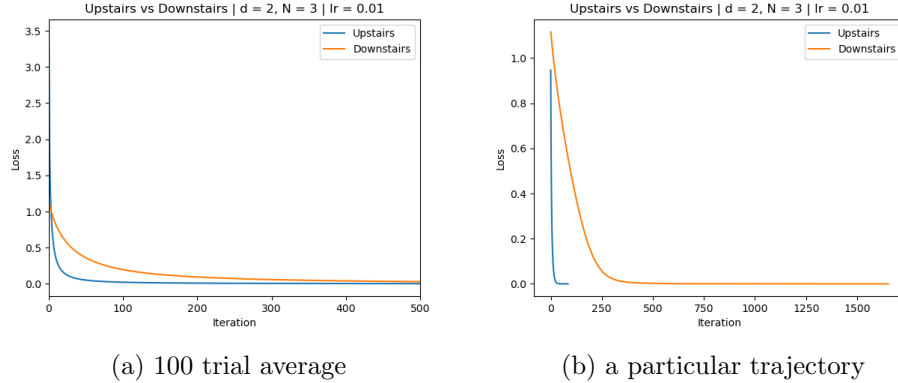 Upstairs vs Downstairs | d = 2, N = 3 | lr = 0.01
Upstairs
Downstairs
3.5
3.0
2.5
2.0
1.5
1.0
0.5
0.0
Loss
0
100
200
300
400
500
Iteration
(a) 100 trial average
Upstairs vs Downstairs | d = 2, N = 3 | lr = 0.01
Upstairs
Downstairs
1.0
0.8
0.6
0.4
0.2
0.0
Loss
0
250
500
750
1000
1250
1500
Iteration
(b) a particular trajectory